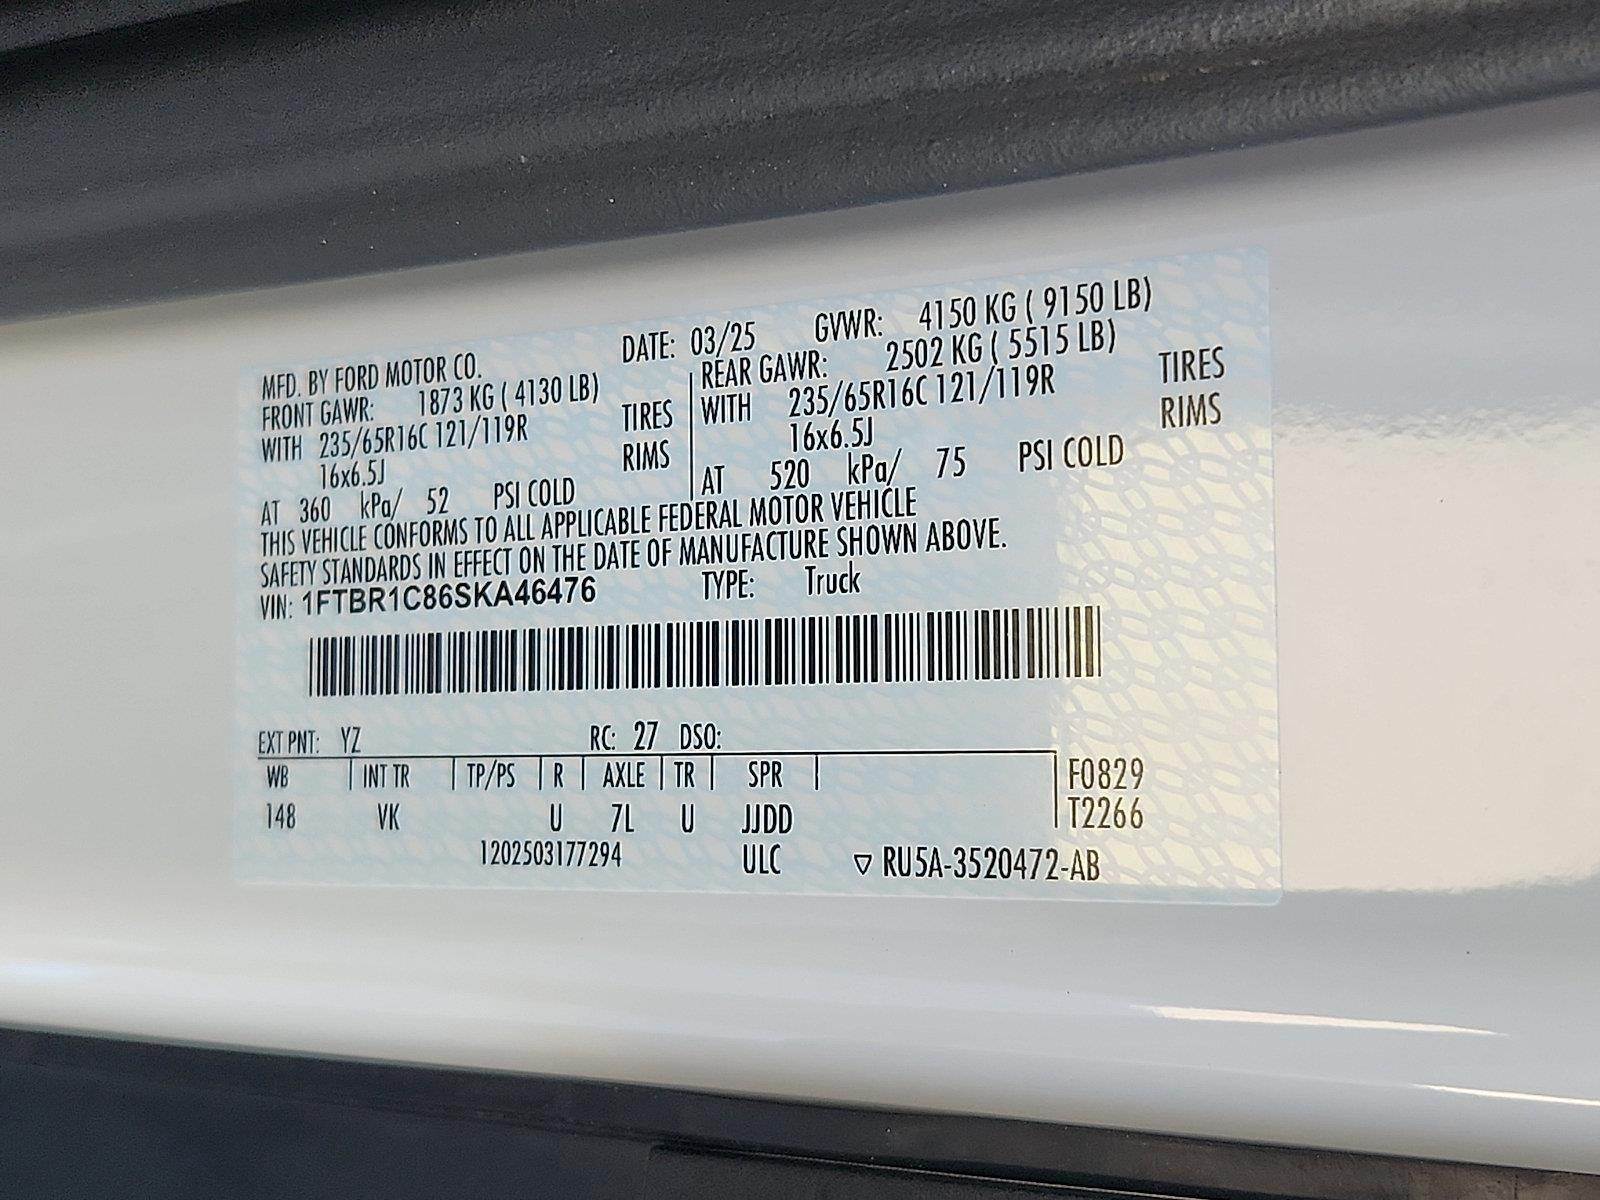 MFD. BY FORD MOTOR CO. DATE: 03/25 GVWR: 4150 KG ( 9150 LB)
FRONT GAWR: 1873 KG ( 4130 LB) REAR GAWR: 2502 KG ( 5515 LB)
WITH 235/65R16C 121/119R TIRES WITH 235/65R16C 121/119R TIRES
16x6.5J RIMS 16x6.5J RIMS
AT 360 kPa/ 52 PSI COLD AT 520 kPa/ 75 PSI COLD
THIS VEHICLE CONFORMS TO ALL APPLICABLE FEDERAL MOTOR VEHICLE
SAFETY STANDARDS IN EFFECT ON THE DATE OF MANUFACTURE SHOWN ABOVE.
VIN: 1FTBR1C86SKA46476 TYPE: Truck
EXT PNT: YZ RC: 27 DSO:
WB INT TR TP/PS R AXLE TR SPR F0829
148 VK U 7L U JJDD T2266
1202503177294 ULC ▽ RU5A-3520472-AB